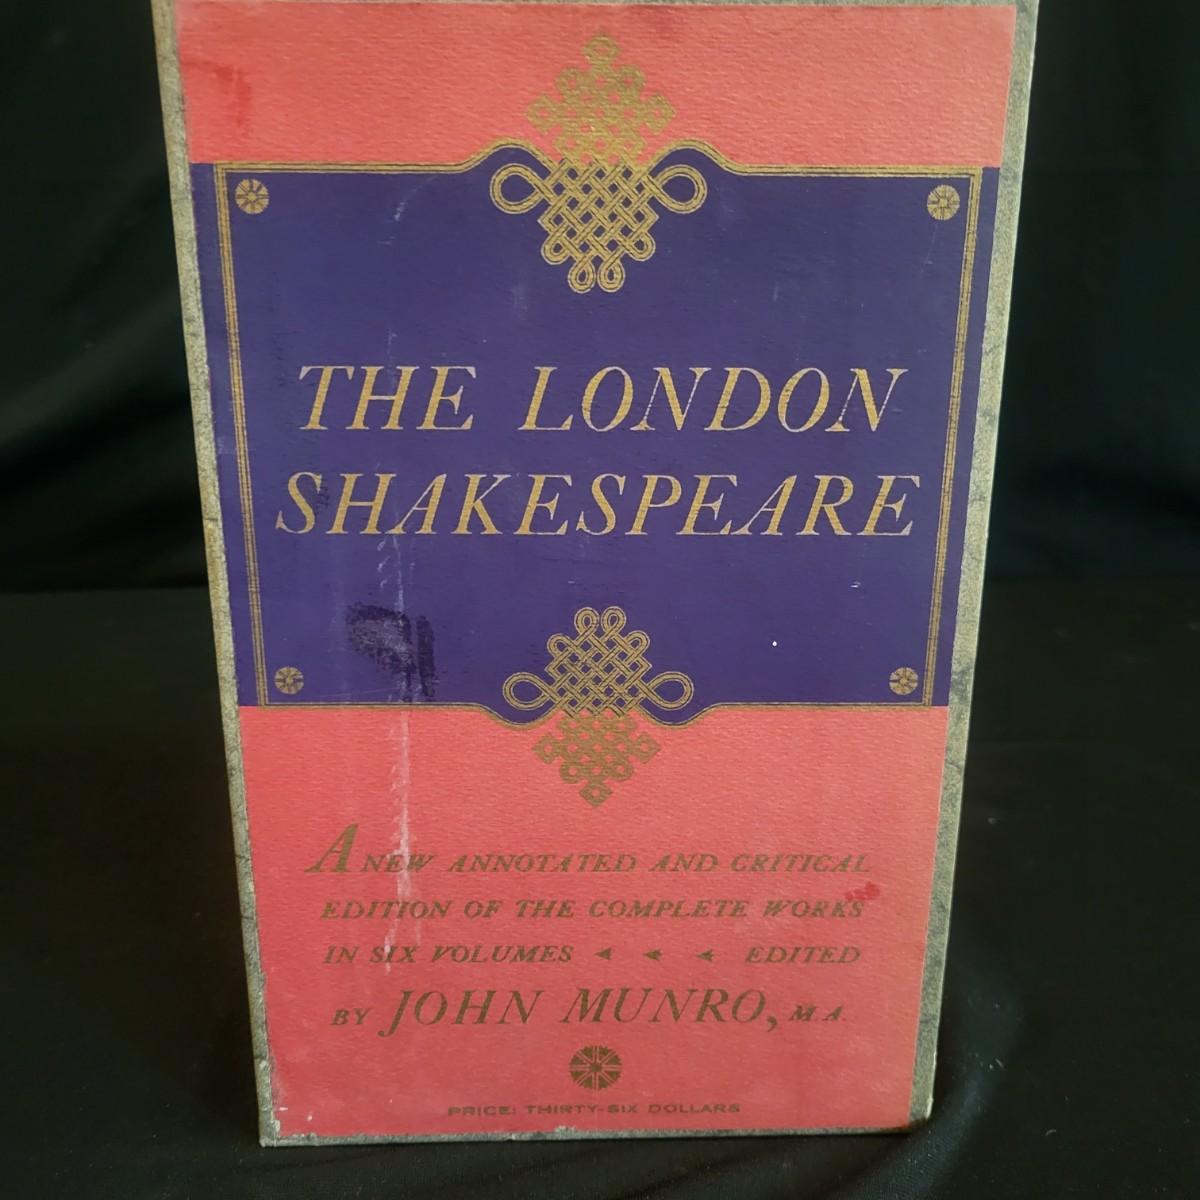 THE LONDON
SHAKESPEARE
A NEW ANNOTATED AND CRITICAL
EDITION OF THE COMPLETE WORKS
IN SIX VOLUMES EDITED
BY JOHN MUNRO, M.A.
PRICE: THIRTY-SIX DOLLARS